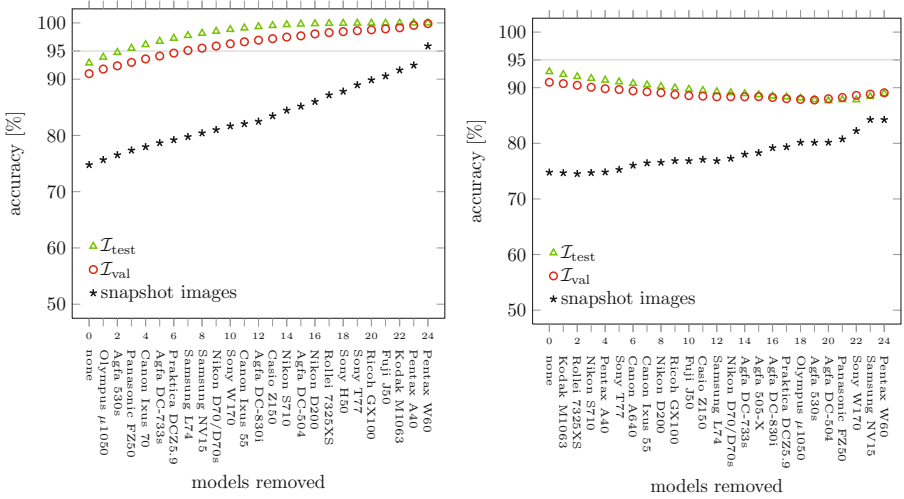 100
95
90
80
70
60
50
accuracy [%]
I_test
I_val
snapshot images
0 2 4 6 8 10 12 14 16 18 20 22 24
none
Olympus μ1050
Agfa 530s
Panasonic FZ50
Canon Ixus 70
Agfa DC-733s
Praktica DCZ5.9
Samsung L74
Samsung NV15
Nikon D70/D70s
Sony W170
Canon Ixus 55
Agfa DC-830i
Casio Z150
Nikon S710
Agfa DC-504
Nikon D200
Rollei 7325XS
Sony H50
Sony T77
Ricoh GX100
Fuji J50
Kodak M1063
Pentax A40
Pentax W60
models removed
100
95
90
80
70
60
50
accuracy [%]
I_test
I_val
snapshot images
0 2 4 6 8 10 12 14 16 18 20 22 24
none
Kodak M1063
Rollei 7325XS
Nikon S710
Pentax A40
Sony T77
Canon A640
Canon Ixus 55
Nikon D200
Ricoh GX100
Fuji J50
Casio Z150
Samsung L74
Nikon D70/D70s
Agfa DC-733s
Agfa 505-X
Agfa DC-830i
Praktica DCZ5.9
Olympus μ1050
Agfa 530s
Agfa DC-504
Panasonic FZ50
Sony W170
Samsung NV15
Pentax W60
models removed